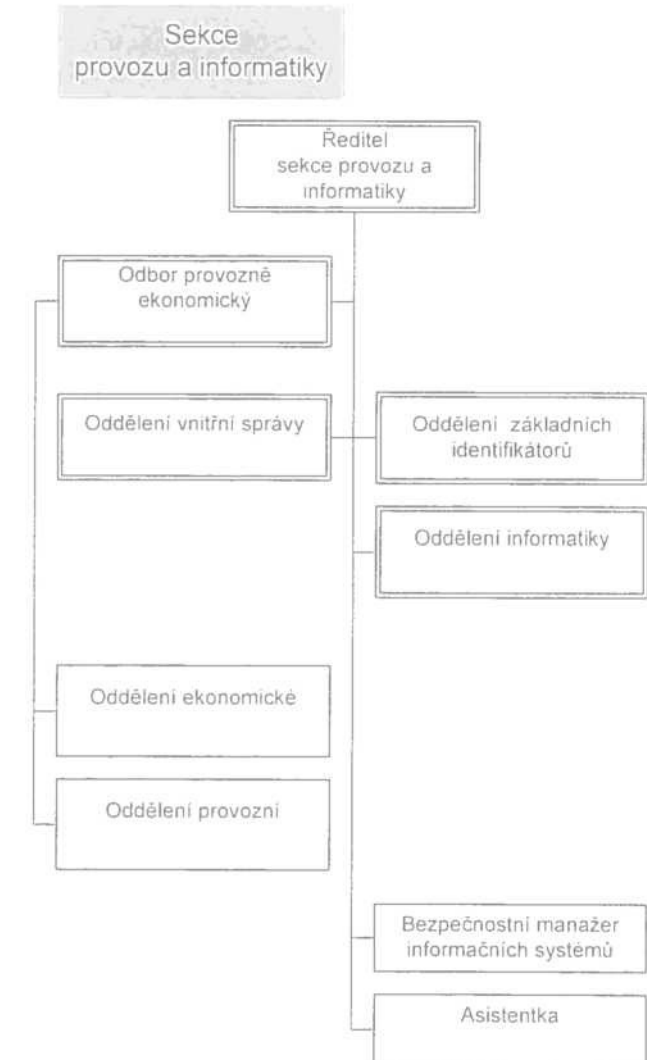 Sekce
provozu a informatiky
Ředitel
sekce provozu a
informatiky
Odbor provozně
ekonomický
Oddělení vnitřní správy
Oddělení základních
identifikátorů
Oddělení informatiky
Oddělení ekonomické
Oddělení provozní
Bezpečnostní manažer
informačních systémů
Asistentka